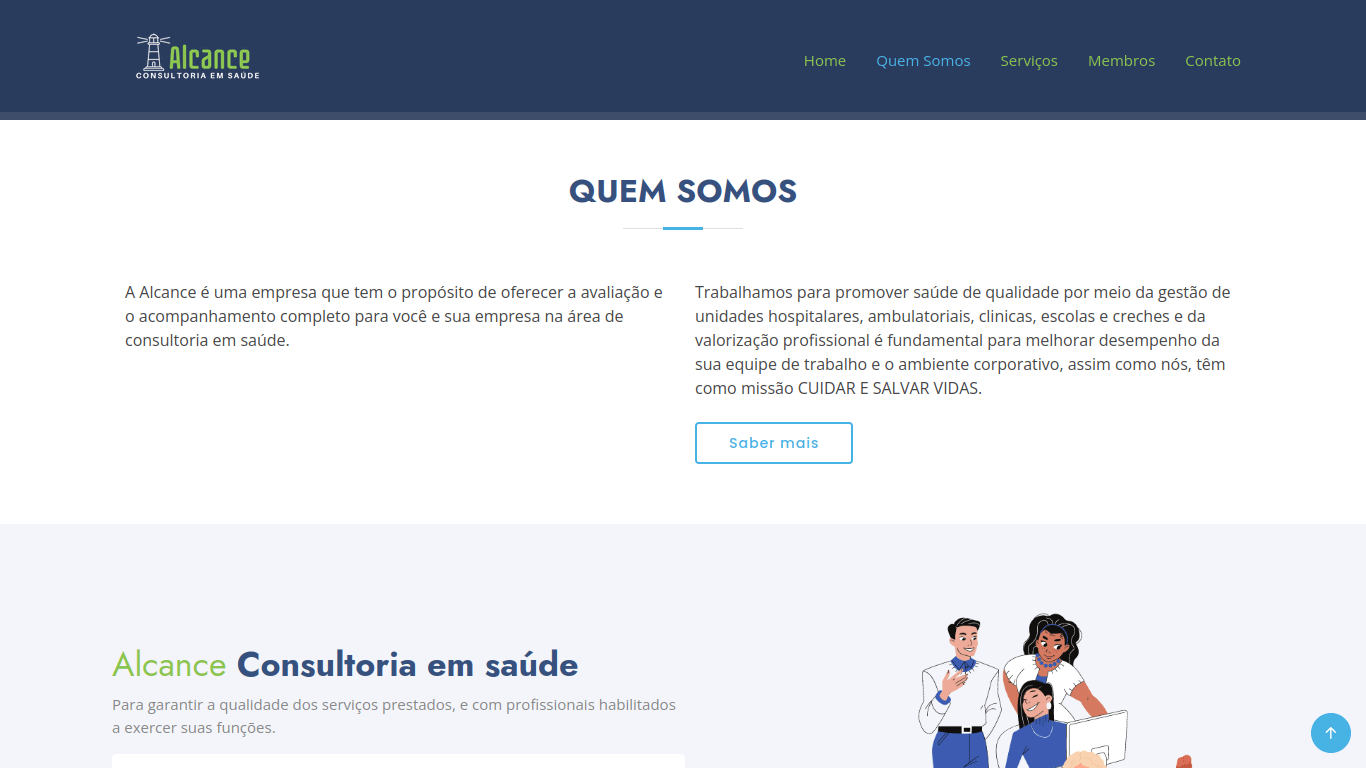 Alcance
CONSULTORIA EM SAÚDE
Home
Quem Somos
Serviços
Membros
Contato
QUEM SOMOS
A Alcance é uma empresa que tem o propósito de oferecer a avaliação e
o acompanhamento completo para você e sua empresa na área de
consultoria em saúde.
Trabalhamos para promover saúde de qualidade por meio da gestão de
unidades hospitalares, ambulatoriais, clinicas, escolas e creches e da
valorização profissional é fundamental para melhorar desempenho da
sua equipe de trabalho e o ambiente corporativo, assim como nós, têm
como missão CUIDAR E SALVAR VIDAS.
Saber mais
Alcance Consultoria em saúde
Para garantir a qualidade dos serviços prestados, e com profissionais habilitados
a exercer suas funções.